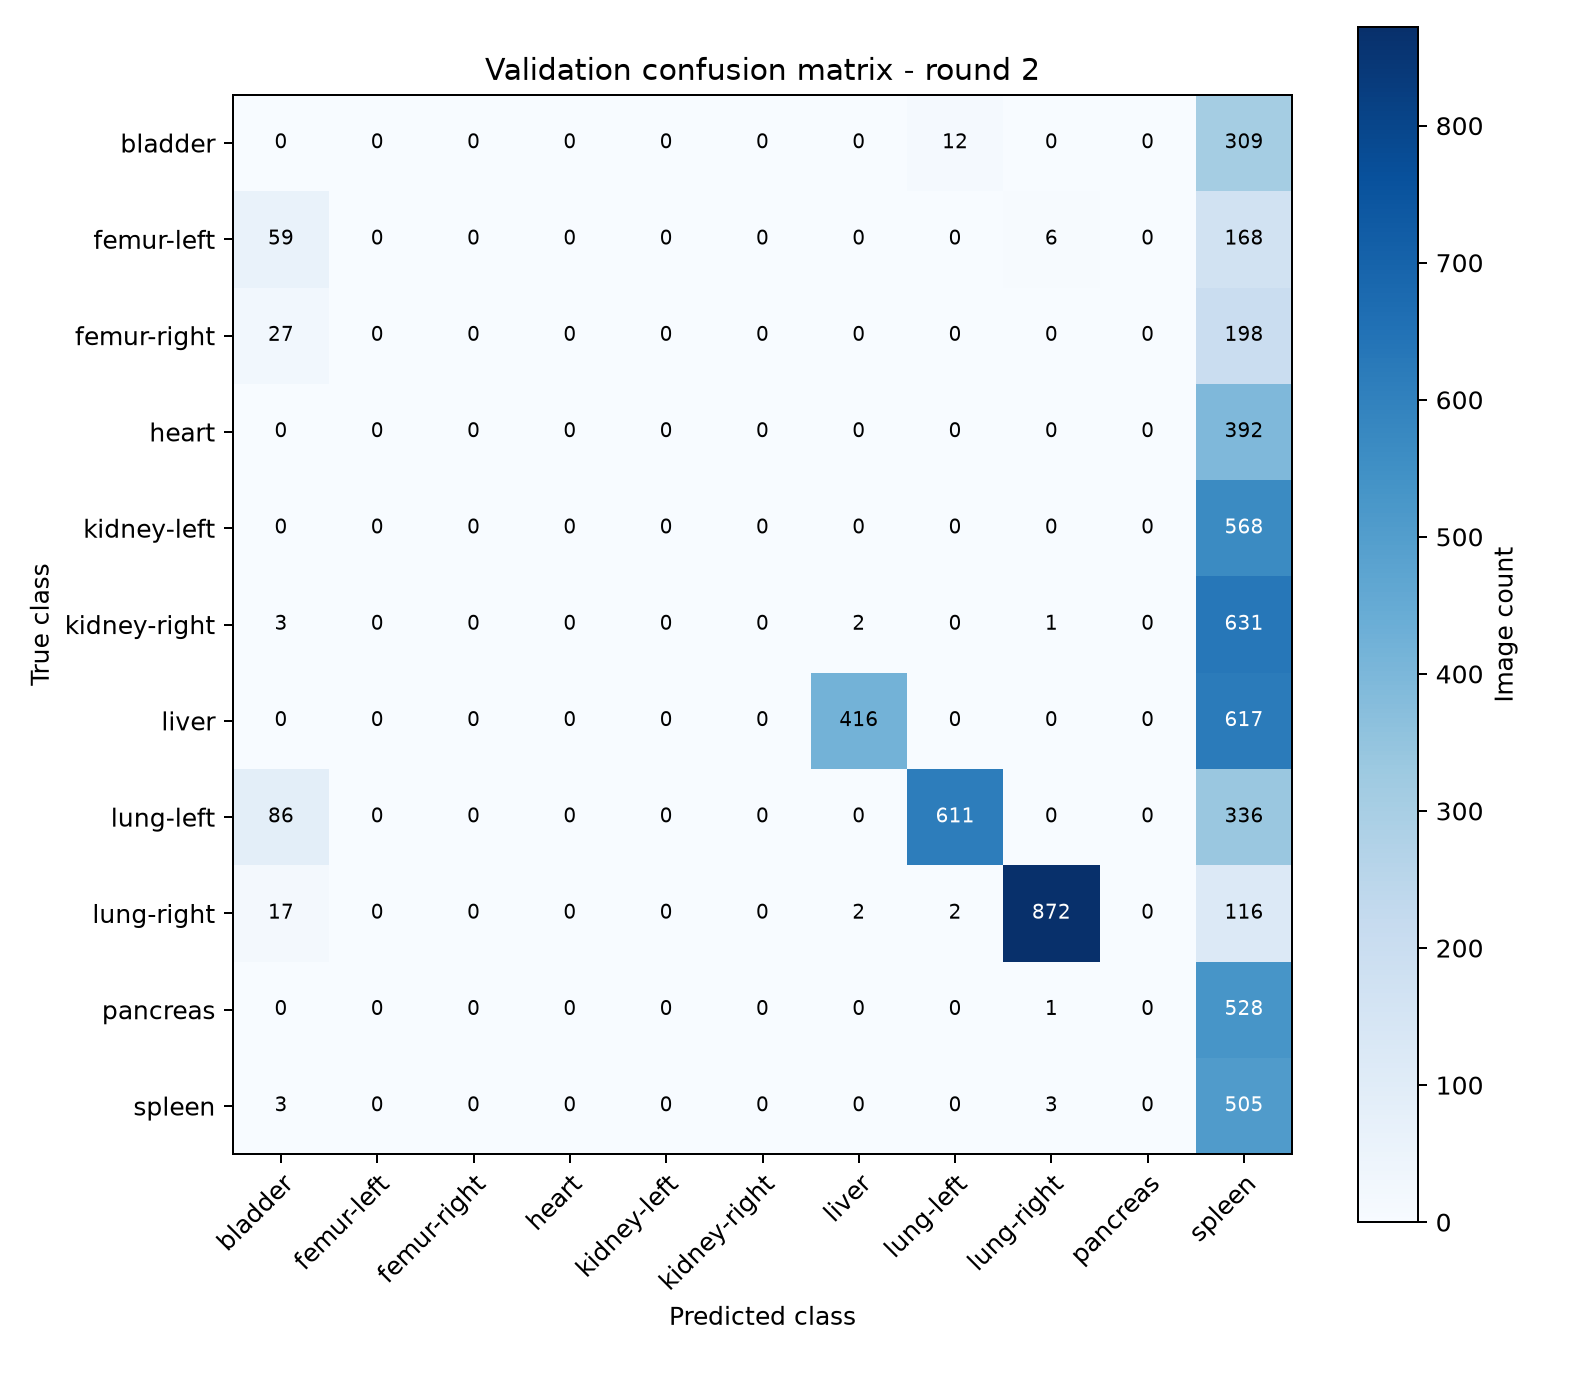 Validation confusion matrix - round 2
bladder 0 0 0 0 0 0 0 12 0 0 309
femur-left 59 0 0 0 0 0 0 0 6 0 168
femur-right 27 0 0 0 0 0 0 0 0 0 198
heart 0 0 0 0 0 0 0 0 0 0 392
kidney-left 0 0 0 0 0 0 0 0 0 0 568
kidney-right 3 0 0 0 0 0 2 0 1 0 631
liver 0 0 0 0 0 0 416 0 0 0 617
lung-left 86 0 0 0 0 0 0 611 0 0 336
lung-right 17 0 0 0 0 0 2 2 872 0 116
pancreas 0 0 0 0 0 0 0 0 1 0 528
spleen 3 0 0 0 0 0 0 0 3 0 505
True class
bladder femur-left femur-right heart kidney-left kidney-right liver lung-left lung-right pancreas spleen
Predicted class
800
700
600
500
400
300
200
100
0
Image count